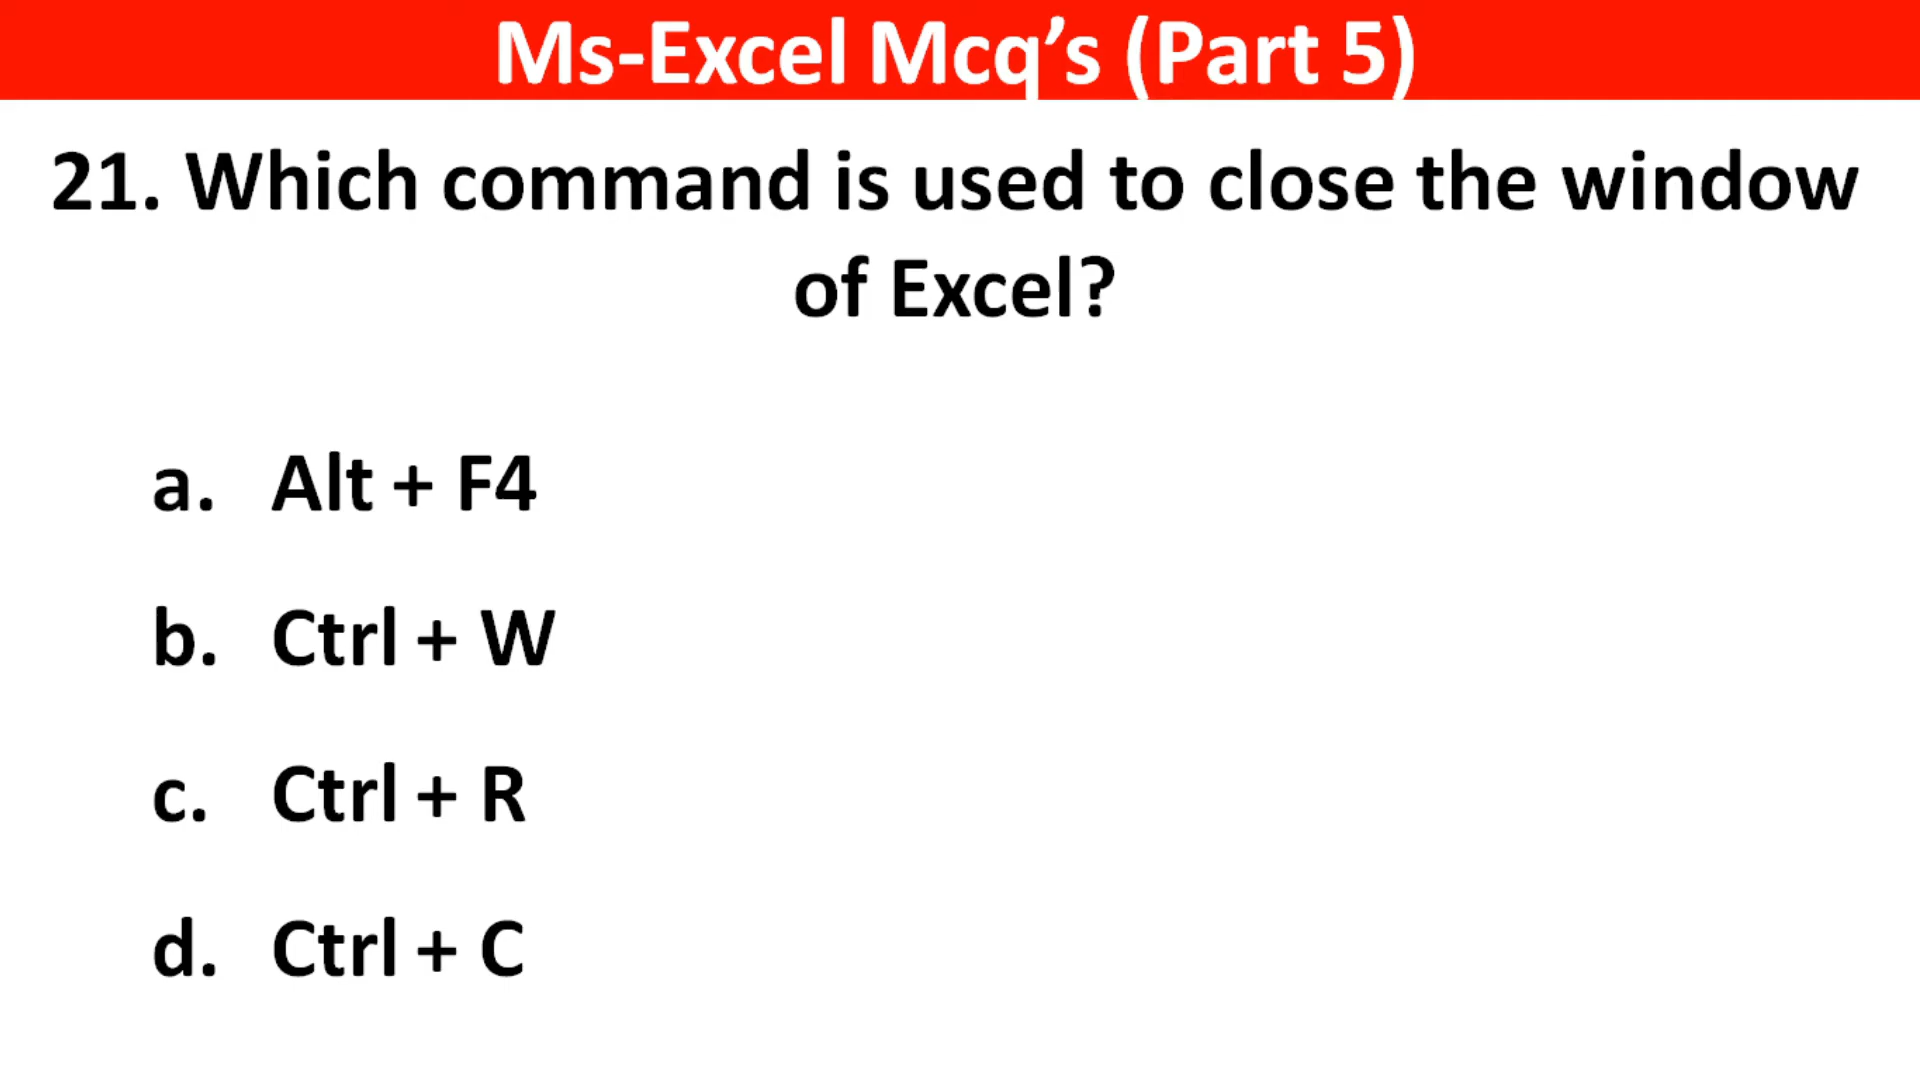 Ms-Excel Mcq’s (Part 5)
21. Which command is used to close the window
of Excel?
a. Alt + F4
b. Ctrl + W
c. Ctrl + R
d. Ctrl + C